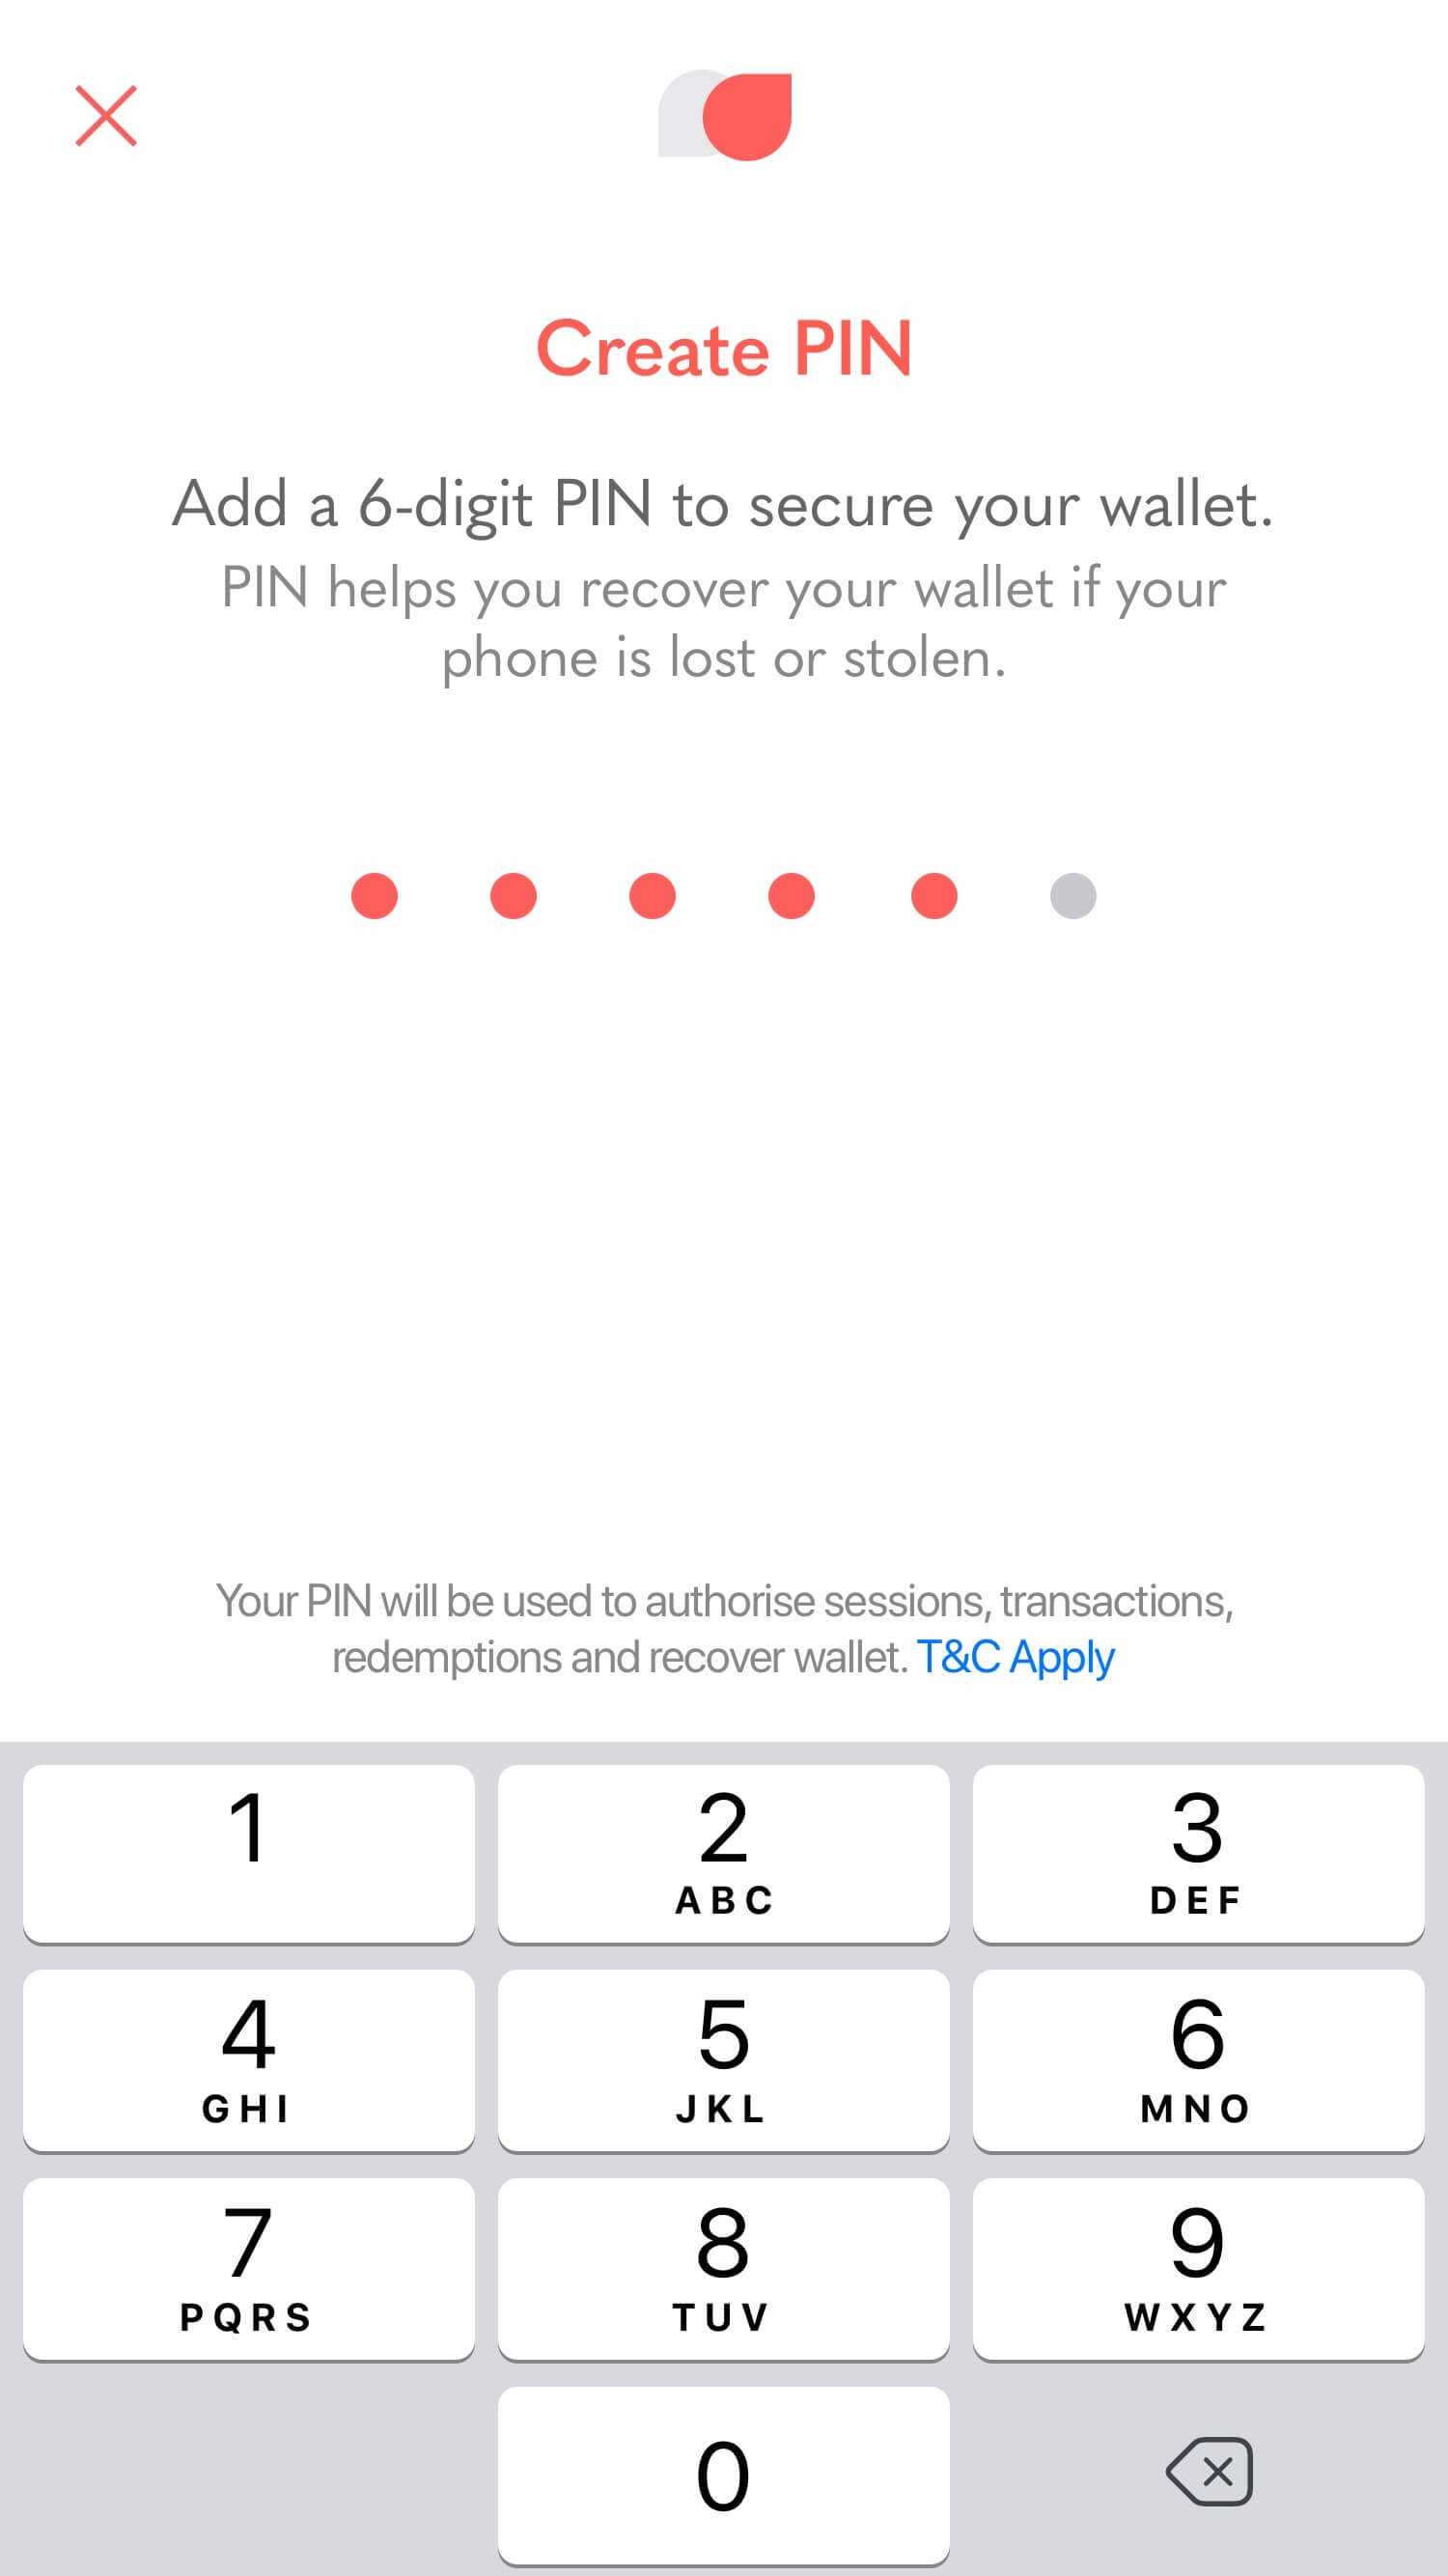 Create PIN
Add a 6-digit PIN to secure your wallet.
PIN helps you recover your wallet if your
phone is lost or stolen.
Your PIN will be used to authorise sessions, transactions,
redemptions and recover wallet. T&C Apply
1
2
3
ABC
DEF
4
5
6
GHI
JKL
MNO
7
8
9
PQRS
TUV
WXYZ
0